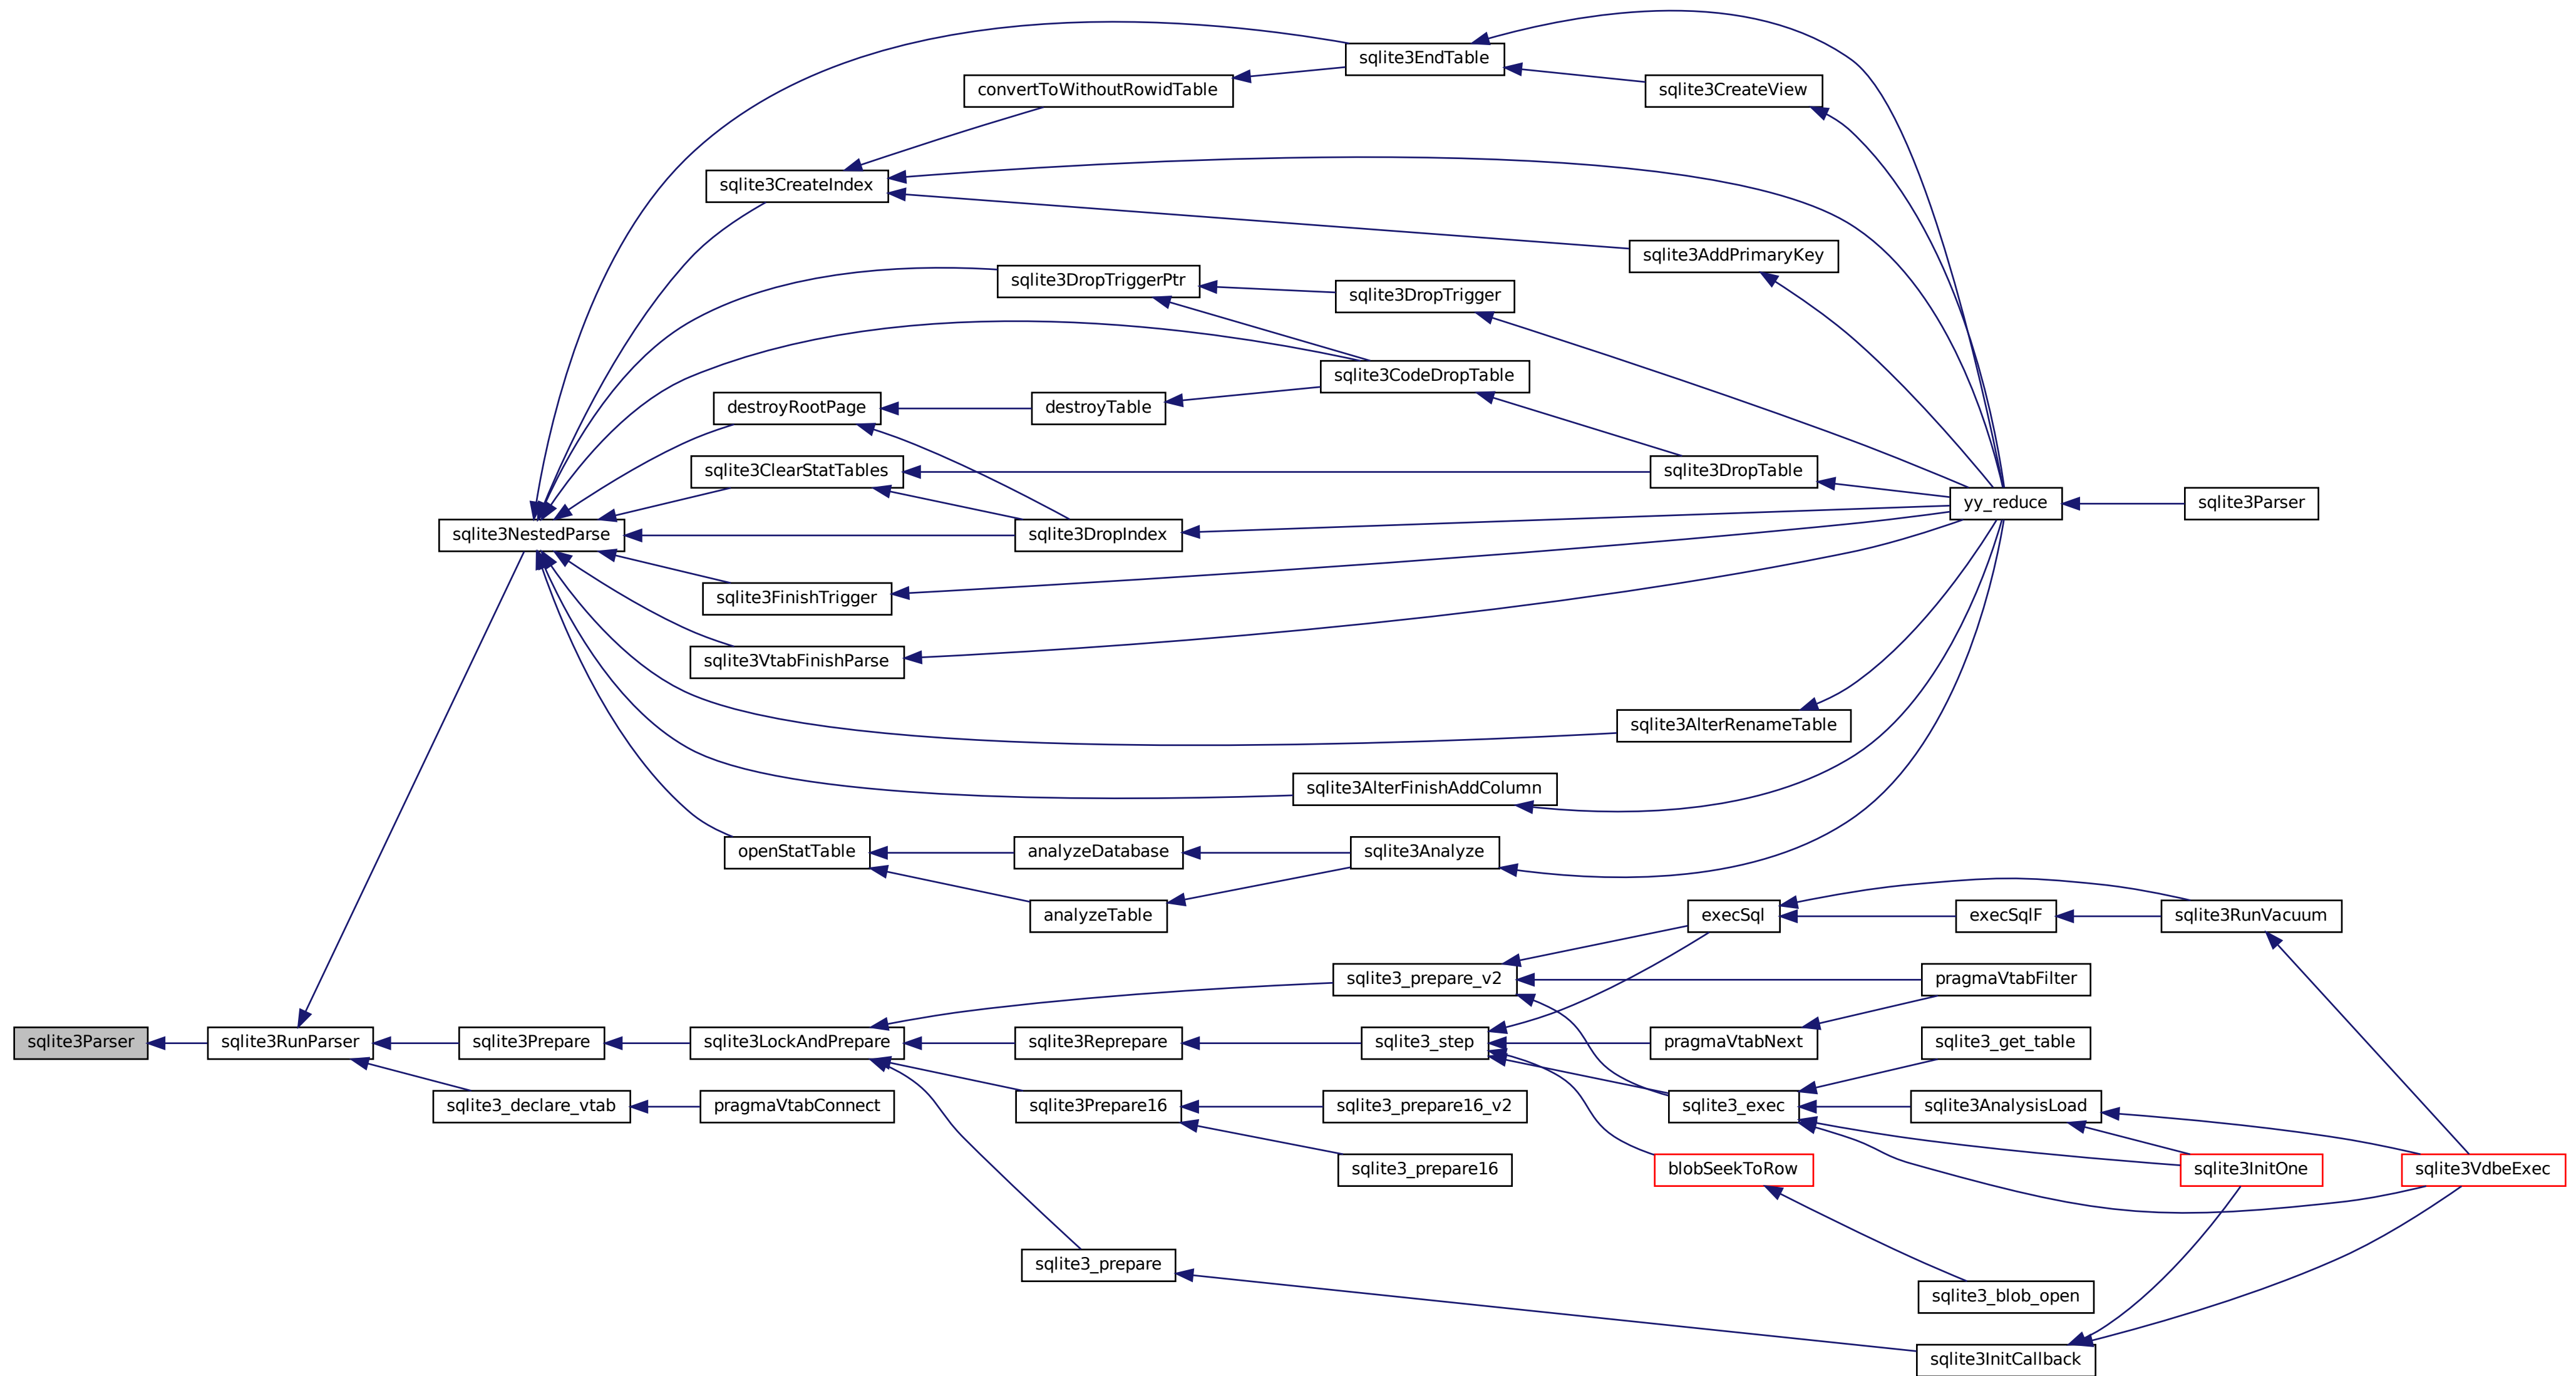 sqlite3EndTable
convertToWithoutRowidTable
sqlite3CreateView
sqlite3CreateIndex
sqlite3AddPrimaryKey
sqlite3DropTriggerPtr
sqlite3DropTrigger
sqlite3CodeDropTable
destroyRootPage
destroyTable
sqlite3ClearStatTables
sqlite3DropTable
yy_reduce
sqlite3Parser
sqlite3NestedParse
sqlite3DropIndex
sqlite3FinishTrigger
sqlite3VtabFinishParse
sqlite3AlterRenameTable
sqlite3AlterFinishAddColumn
openStatTable
analyzeDatabase
sqlite3Analyze
analyzeTable
execSql
execSqlF
sqlite3RunVacuum
sqlite3_prepare_v2
pragmaVtabFilter
sqlite3Parser
sqlite3RunParser
sqlite3Prepare
sqlite3LockAndPrepare
sqlite3Reprepare
sqlite3_step
pragmaVtabNext
sqlite3_get_table
sqlite3_declare_vtab
pragmaVtabConnect
sqlite3Prepare16
sqlite3_prepare16_v2
sqlite3_exec
sqlite3AnalysisLoad
sqlite3_prepare16
blobSeekToRow
sqlite3InitOne
sqlite3VdbeExec
sqlite3_prepare
sqlite3_blob_open
sqlite3InitCallback